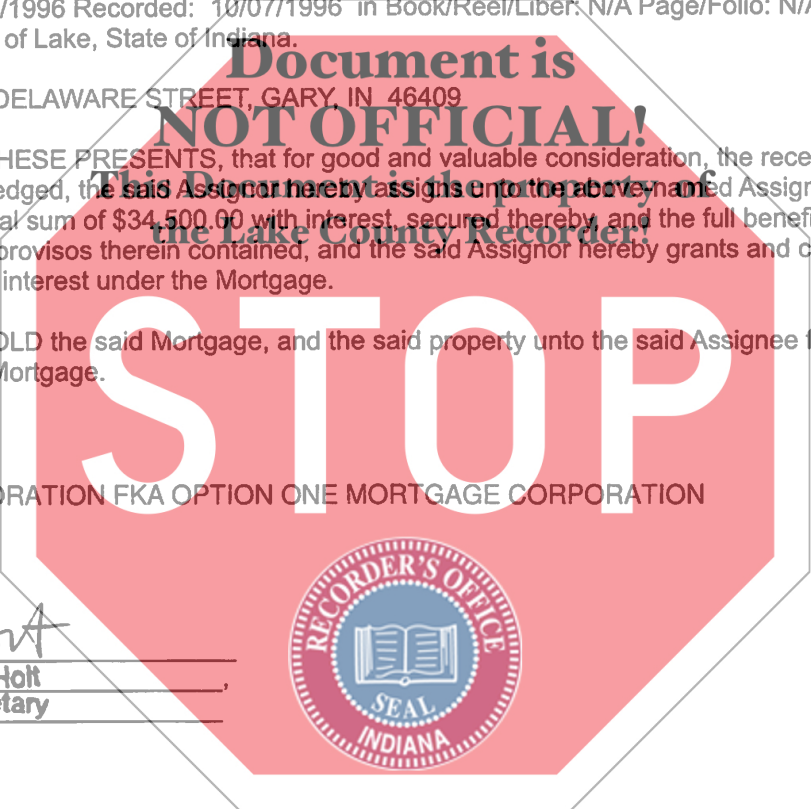 /1996 Recorded: 10/07/1996 in Book/Reel/Liber: N/A Page/Folio: N/A
of Lake, State of Indiana.
Document is
DELAWARE STREET, GARY, IN 46409
NOT OFFICIAL!
HESE PRESENTS, that for good and valuable consideration, the rece
This Document is the property of
edged, the said Assignor hereby assigns unto the above-named Assign
al sum of $34,500.00 with interest, secured thereby, and the full benefi
the Lake County Recorder!
provisos therein contained, and the said Assignor hereby grants and c
interest under the Mortgage.
OLD the said Mortgage, and the said property unto the said Assignee f
Mortgage.
STOP
ORATION FKA OPTION ONE MORTGAGE CORPORATION
RECORDER'S OFFICE
SEAL
INDIANA
Holt ,
etary